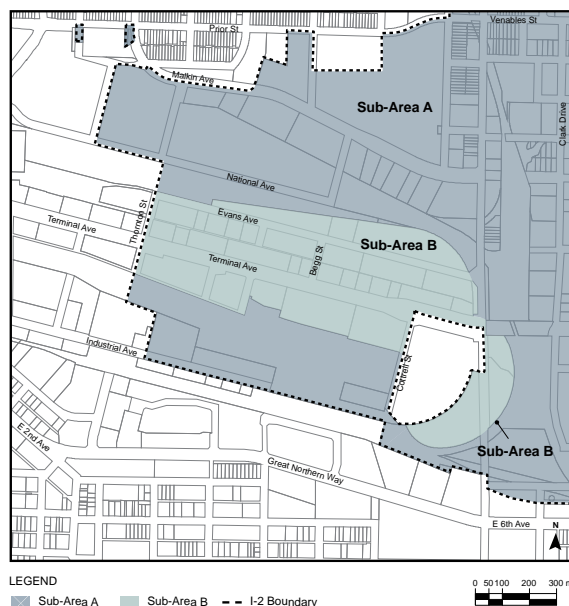 Venables St
Prior St
Malkin Ave
Sub-Area A
Clark Drive
National Ave
Thornton St
Evans Ave
Terminal Ave
Begg St
Sub-Area B
Terminal Ave
Industrial Ave
Cottrell St
E 2nd Ave
Sub-Area B
Great Northern Way
E 6th Ave
N
LEGEND
Sub-Area A Sub-Area B I-2 Boundary
0 50 100 200 300 m